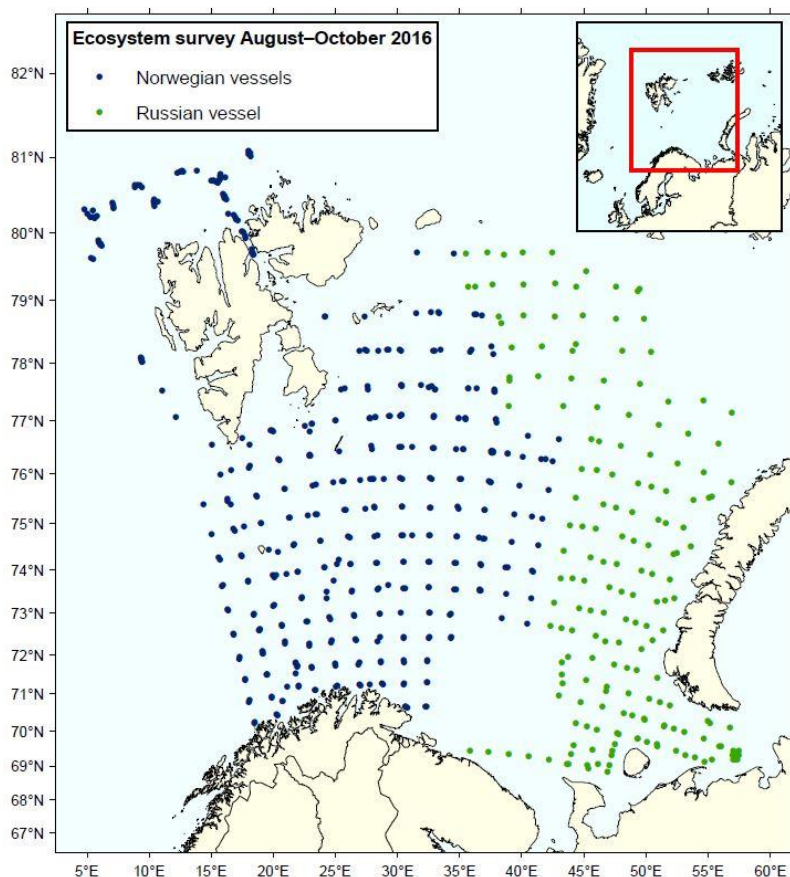 Ecosystem survey August–October 2016
Norwegian vessels
Russian vessel
82°N
81°N
80°N
79°N
78°N
77°N
76°N
75°N
74°N
73°N
72°N
71°N
70°N
69°N
68°N
67°N
5°E 10°E 15°E 20°E 25°E 30°E 35°E 40°E 45°E 50°E 55°E 60°E